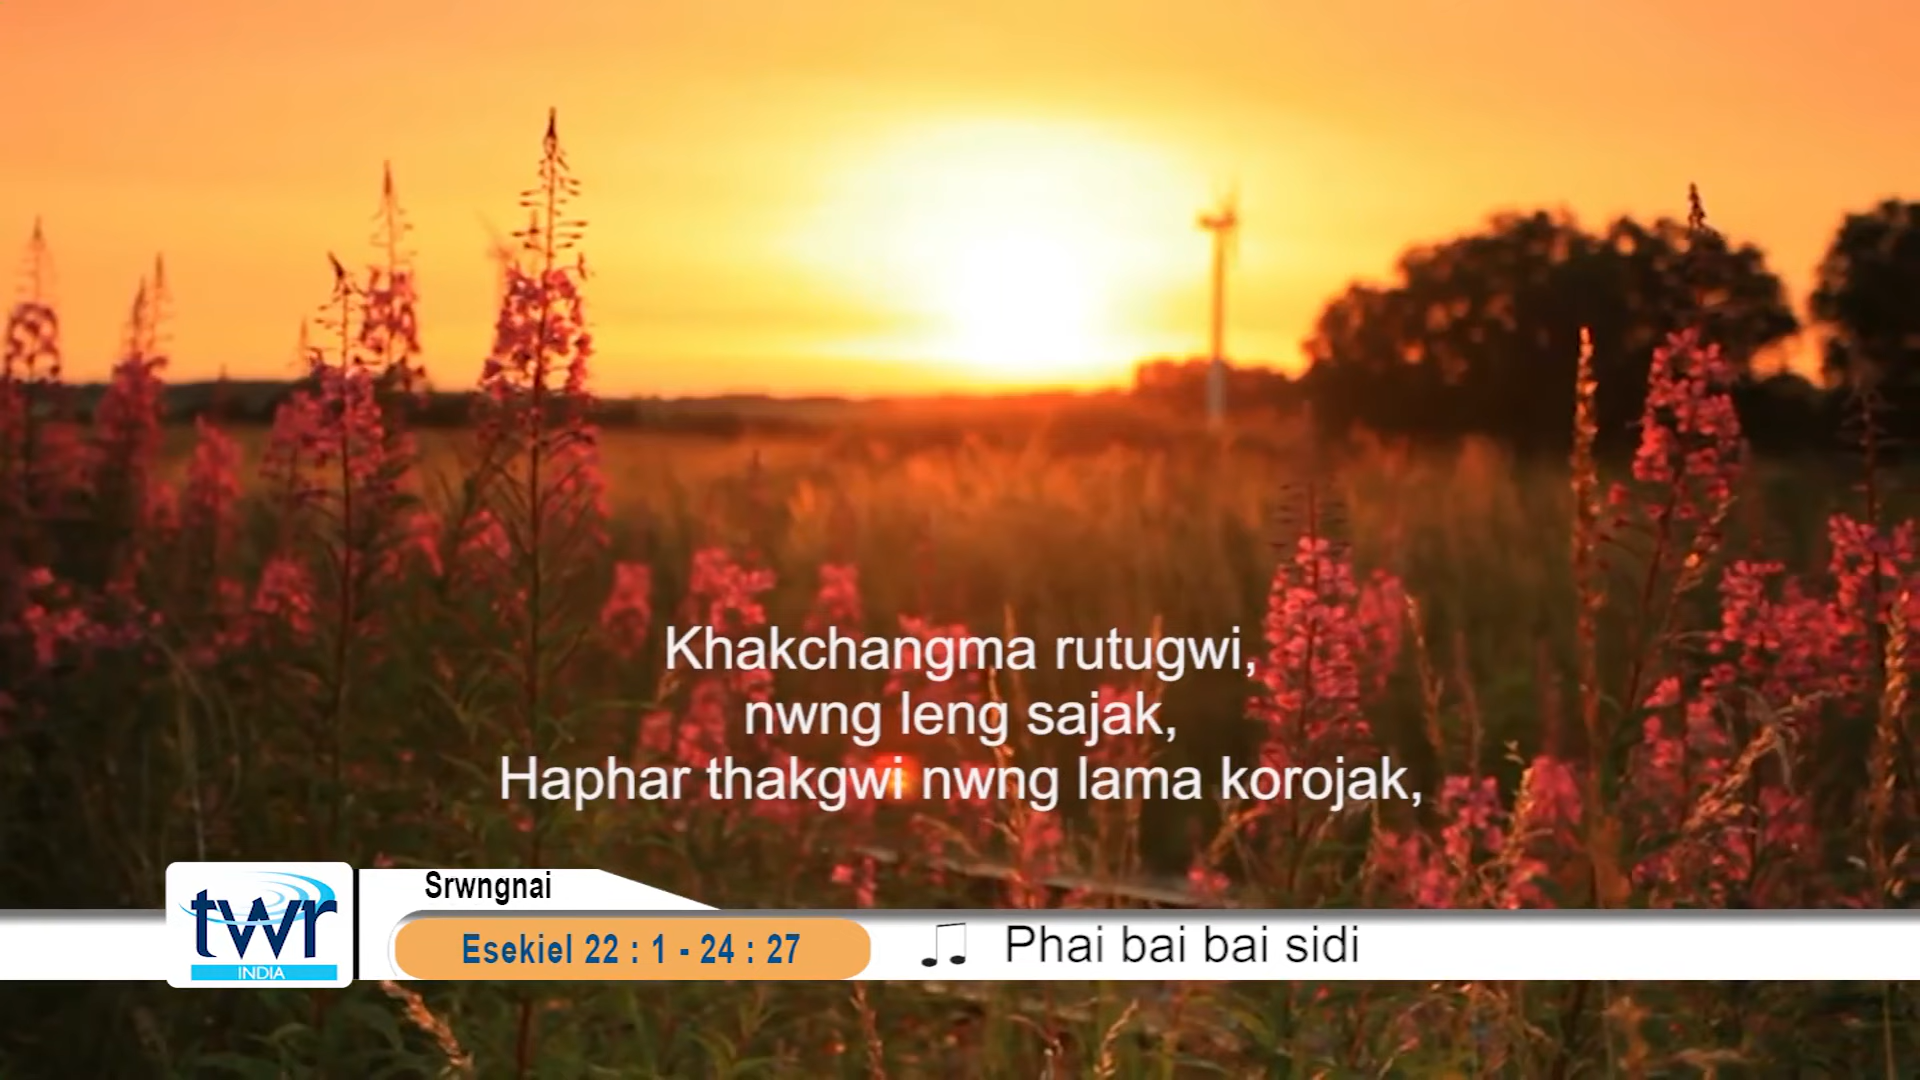 Khakchangma rutugwi,
nwng leng sajak,
Haphar thakgwi nwng lama korojak,
Srwngnai
twr
INDIA
Esekiel 22 : 1 - 24 : 27
Phai bai bai sidi